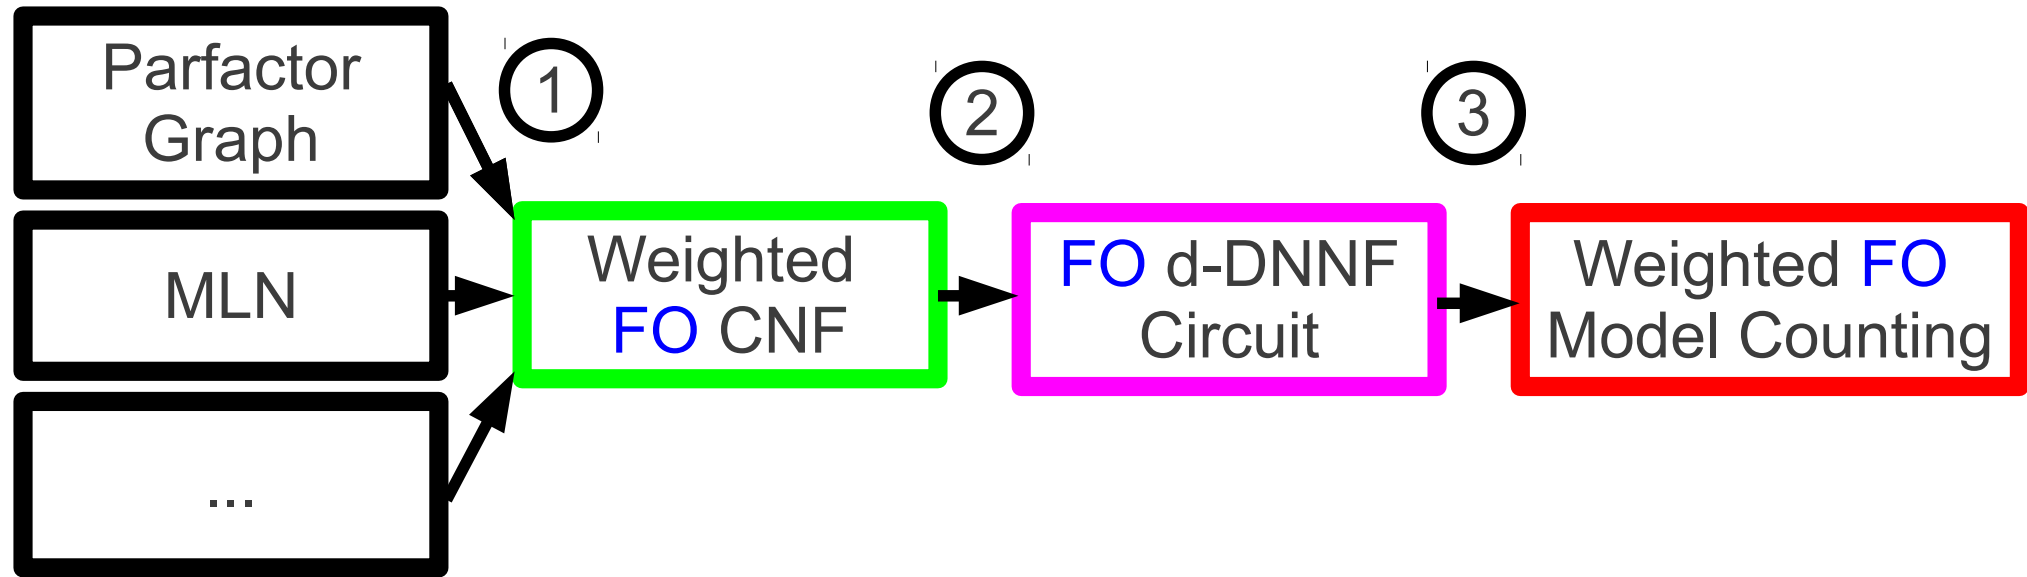 Parfactor
Graph
MLN
...
1
Weighted
FO CNF
2
FO d-DNNF
Circuit
3
Weighted FO
Model Counting